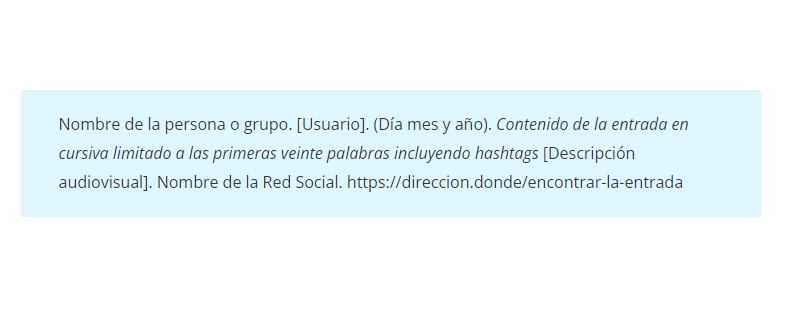 Nombre de la persona o grupo. [Usuario]. (Día mes y año). Contenido de la entrada en
cursiva limitado a las primeras veinte palabras incluyendo hashtags [Descripción
audiovisual]. Nombre de la Red Social. https://direccion.donde/encontrar-la-entrada